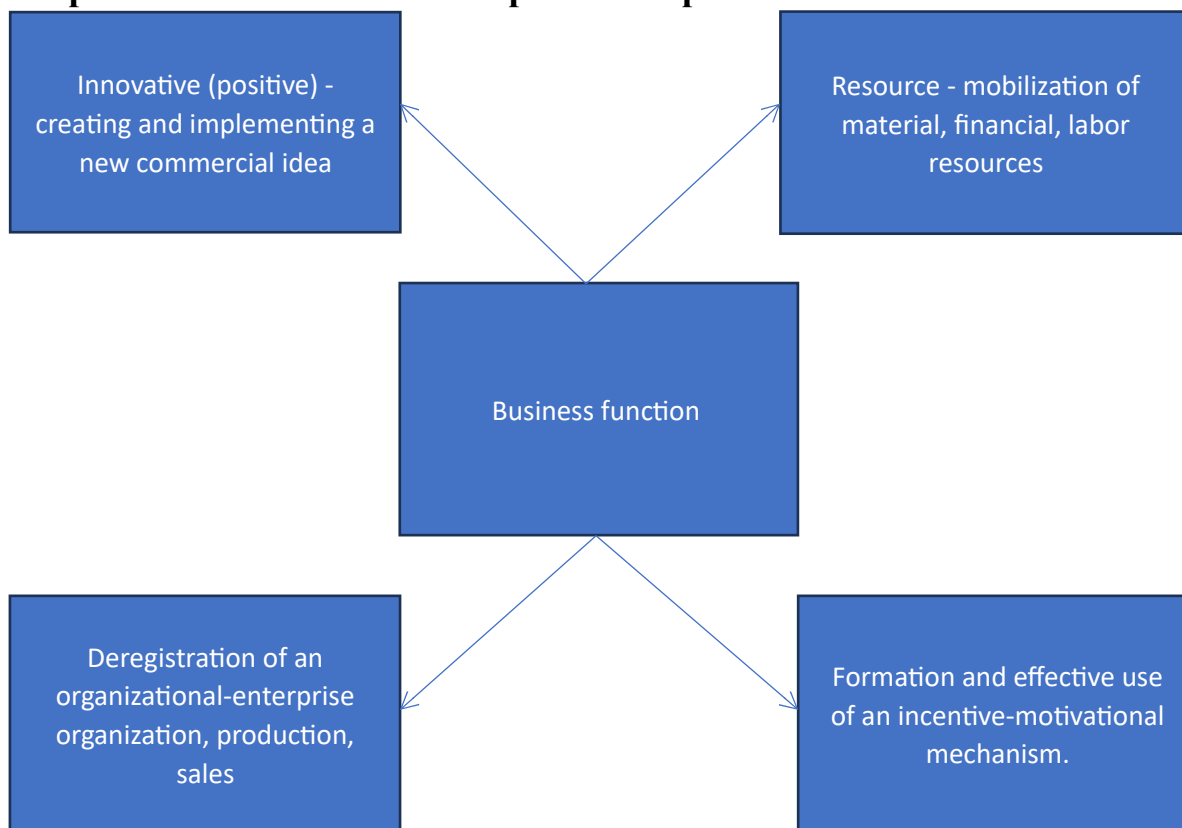 Innovative (positive) -
creating and implementing a
new commercial idea
Resource - mobilization of
material, financial, labor
resources
Business function
Deregistration of an
organizational-enterprise
organization, production,
sales
Formation and effective use
of an incentive-motivational
mechanism.